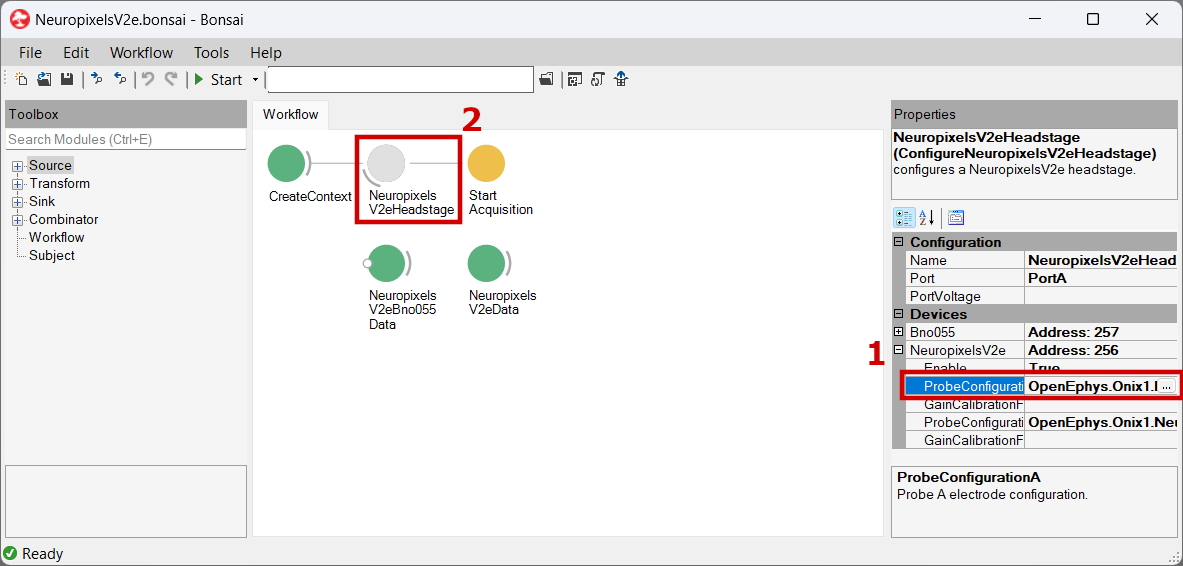 NeuropixelsV2e.bonsai - Bonsai
File Edit Workflow Tools Help
Start
Toolbox
Search Modules (Ctrl+E)
Source
Transform
Sink
Combinator
Workflow
Subject
Workflow
2
CreateContext
Neuropixels
V2eHeadstage
Start
Acquisition
Neuropixels
V2eBno055
Data
Neuropixels
V2eData
Properties
NeuropixelsV2eHeadstage
(ConfigureNeuropixelsV2eHeadstage)
configures a NeuropixelsV2e headstage.
Configuration
Name NeuropixelsV2eHead
Port PortA
PortVoltage
Devices
Bno055 Address: 257
1
NeuropixelsV2e Address: 256
Enable True
ProbeConfigurati OpenEphys.Onix1.I ...
GainCalibrationF
ProbeConfigurati OpenEphys.Onix1.Neu
GainCalibrationF
ProbeConfigurationA
Probe A electrode configuration.
Ready